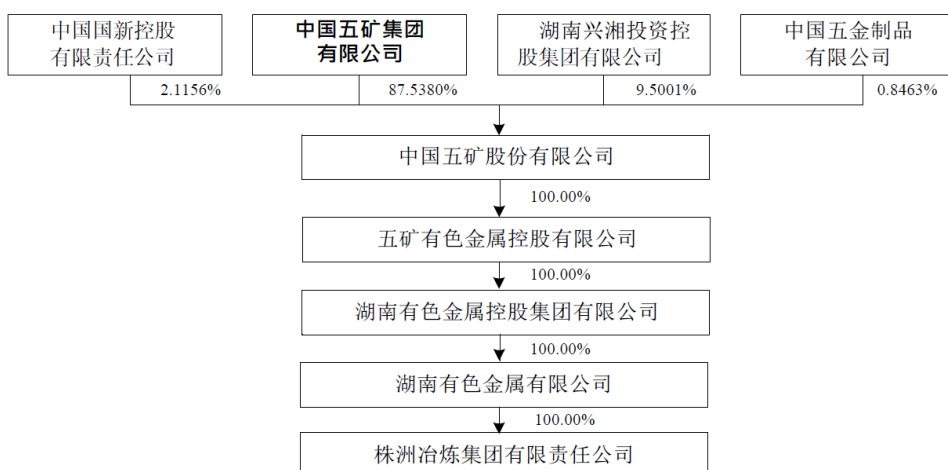 中国国新控股
有限责任公司
中国五矿集团
有限公司
湖南兴湘投资控
股集团有限公司
中国五金制品
有限公司
2.1156%
87.5380%
9.5001%
0.8463%
中国五矿股份有限公司
100.00%
五矿有色金属控股有限公司
100.00%
湖南有色金属控股集团有限公司
100.00%
湖南有色金属有限公司
100.00%
株洲冶炼集团有限责任公司